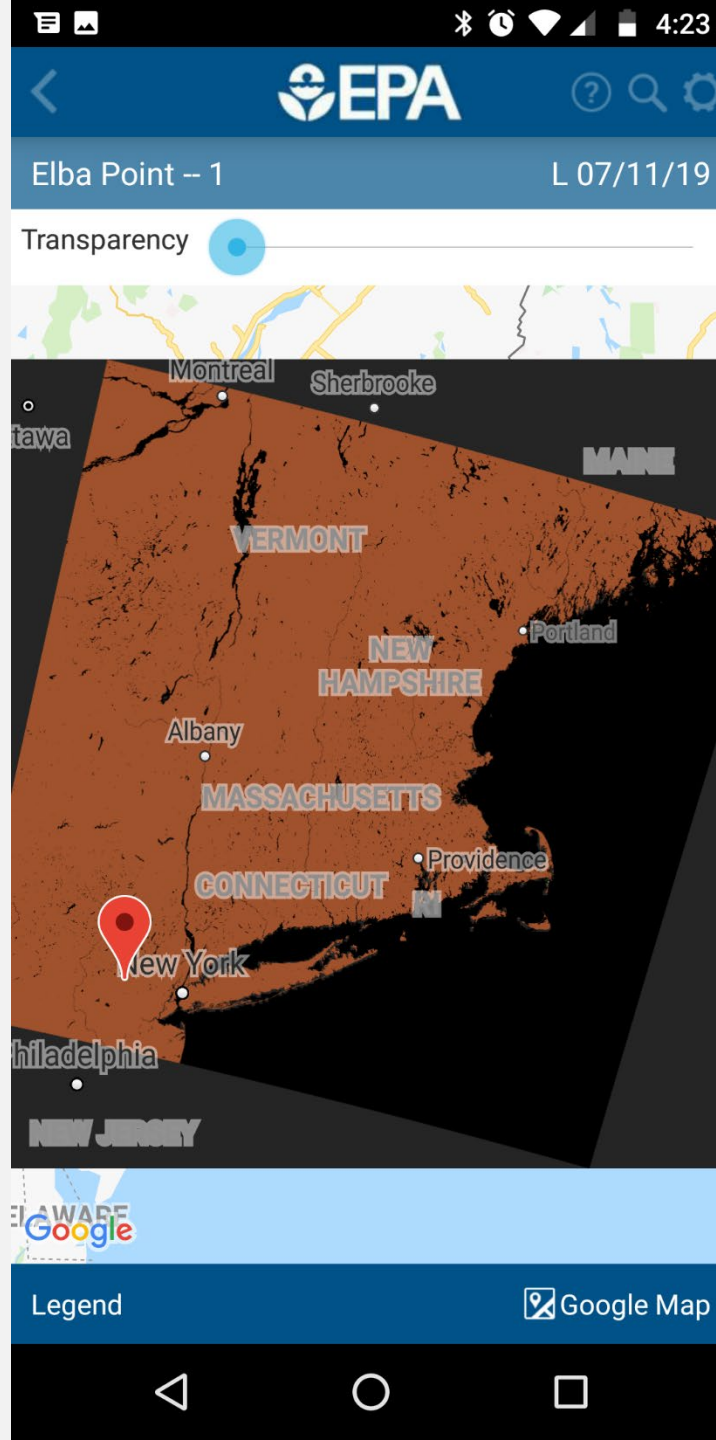 4:23
EPA
?
Elba Point -- 1 L 07/11/19
Transparency
Montreal
Sherbrooke
tawa
MAINE
VERMONT
Portland
NEW
HAMPSHIRE
Albany
MASSACHUSETTS
Providence
CONNECTICUT
RI
New York
hiladelphia
NEW JERSEY
ELAWARE
Google
Legend Google Map